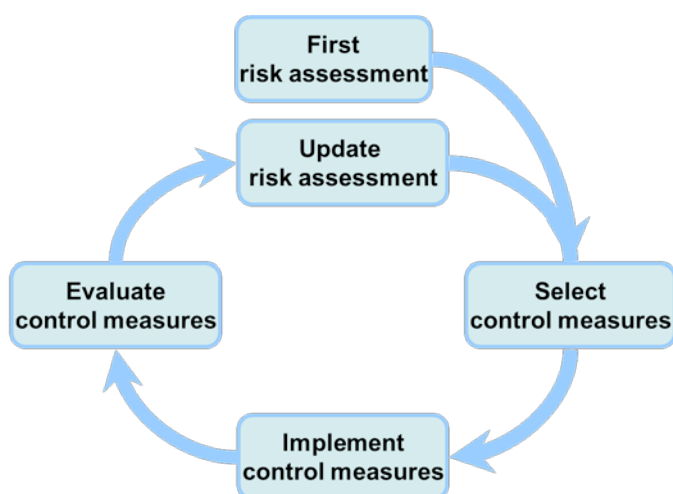 First
risk assessment
Update
risk assessment
Evaluate
control measures
Select
control measures
Implement
control measures